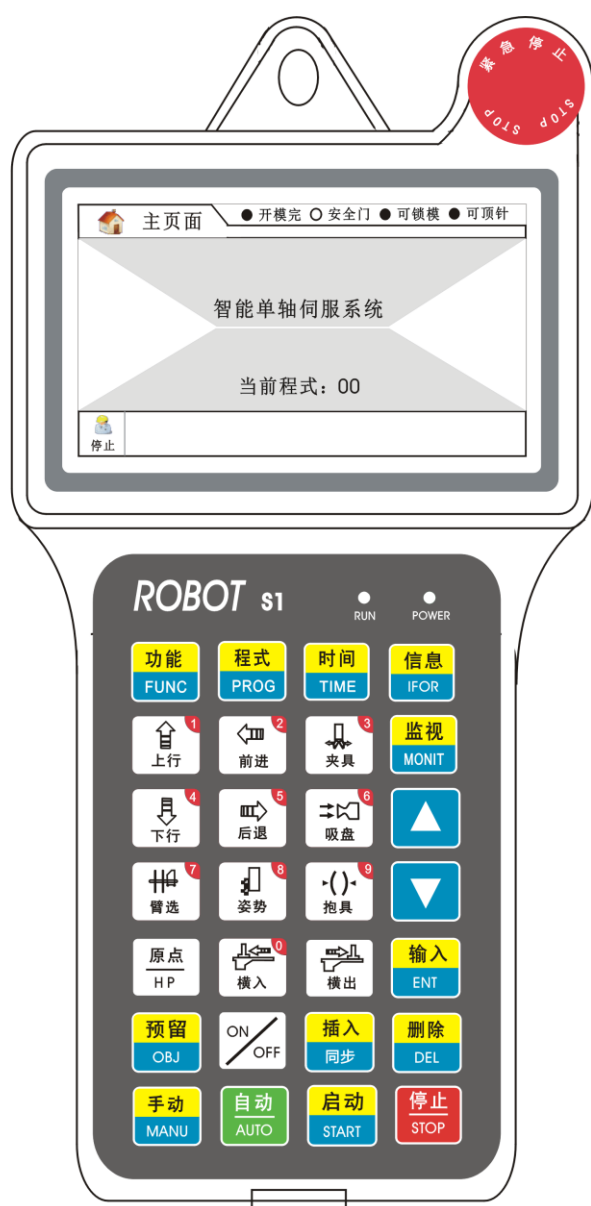 紧急停止
STOP STOP
主页面 ● 开模完 ○ 安全门 ● 可锁模 ● 可顶针
智能单轴伺服系统
当前程式：00
停止
ROBOT S1
RUN POWER
功能 程式 时间 信息
FUNC PROG TIME IFOR
1 2 3 监视
上行 前进 夹具 MONIT
4 5 6
下行 后退 吸盘
7 8 9
臂选 姿势 抱具
原点 0 输入
HP 横入 横出 ENT
预留 ON 插入 删除
OBJ OFF 同步 DEL
手动 自动 启动 停止
MANU AUTO START STOP